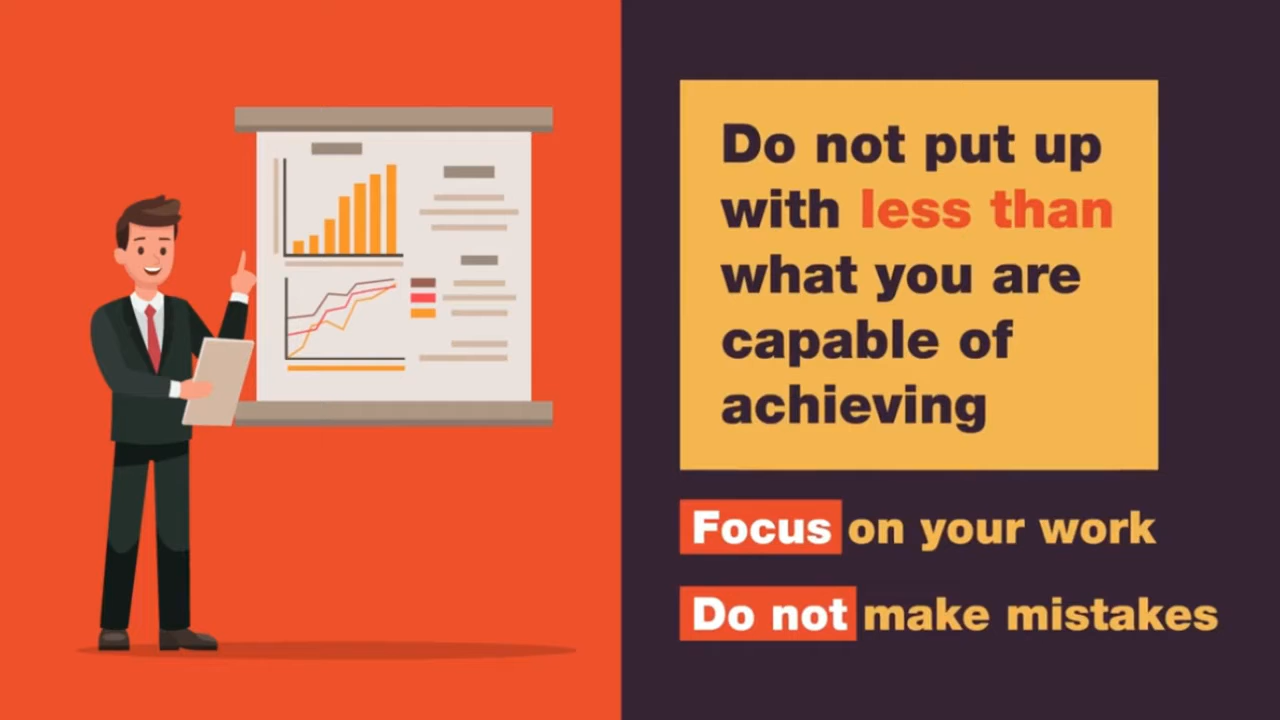 Do not put up
with less than
what you are
capable of
achieving
Focus on your work
Do not make mistakes